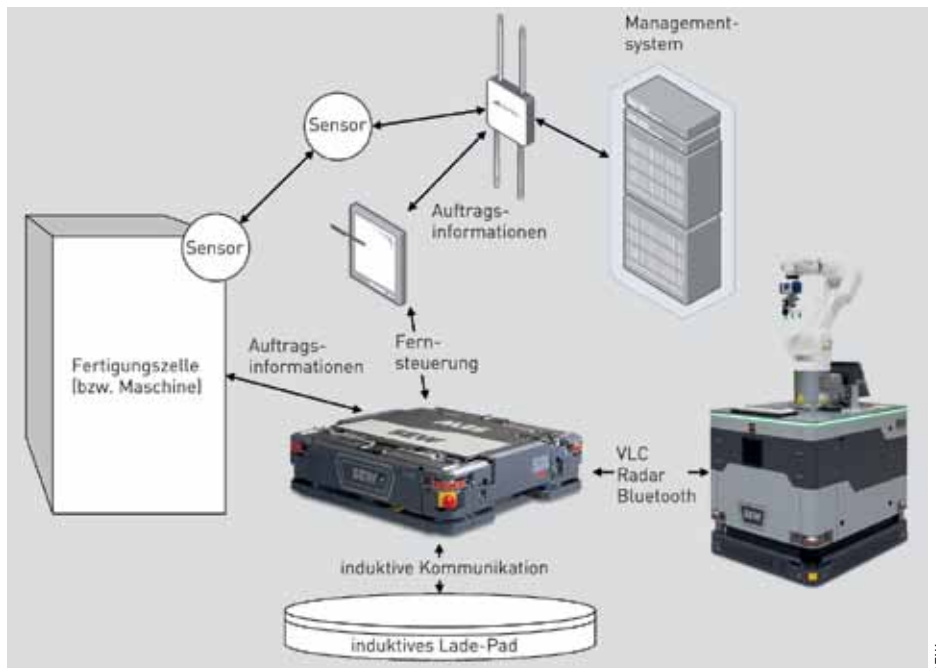 Management-
system
Sensor
Auftrags-
informationen
Sensor
Auftrags-
informationen
Fern-
steuerung
Fertigungszelle
(bzw. Maschine)
SEW
SEW
VLC
Radar
Bluetooth
SEW
induktive Kommunikation
induktives Lade-Pad